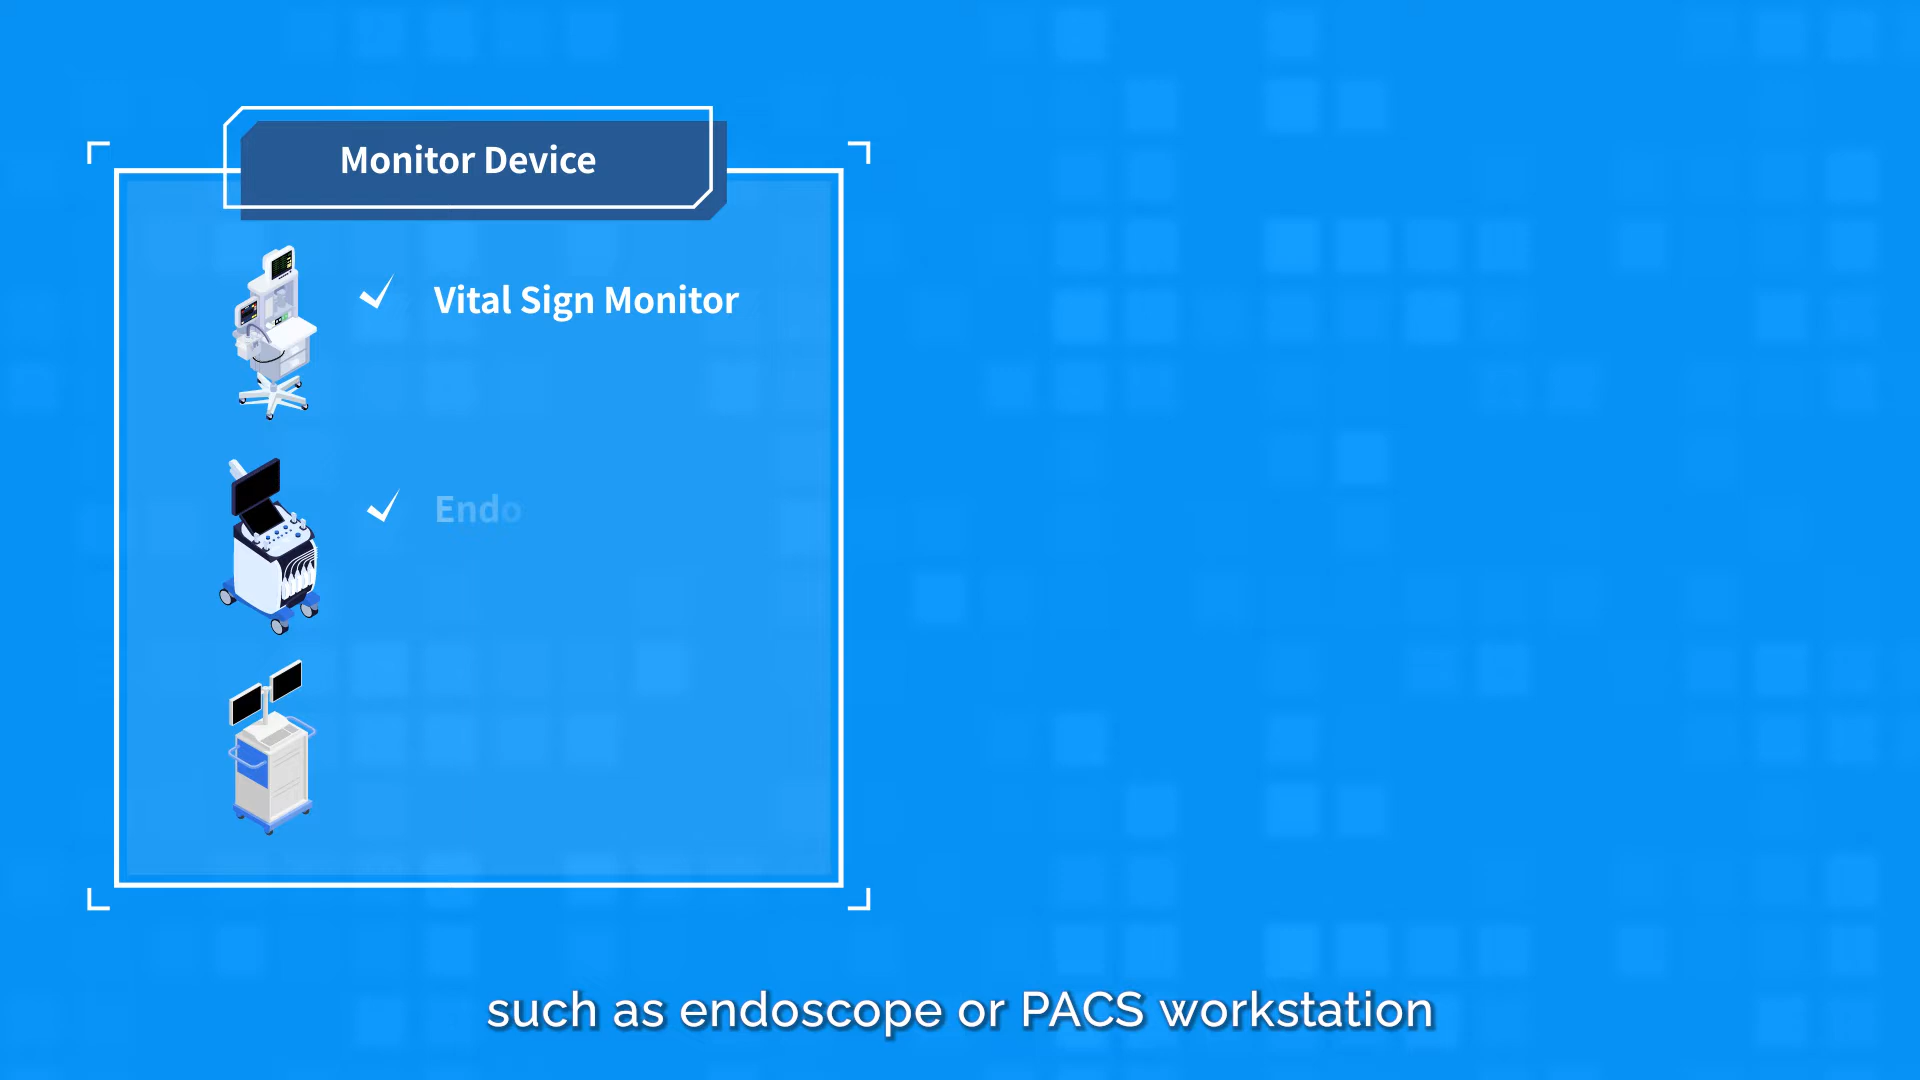 Monitor Device
Vital Sign Monitor
Endo
such as endoscope or PACS workstation